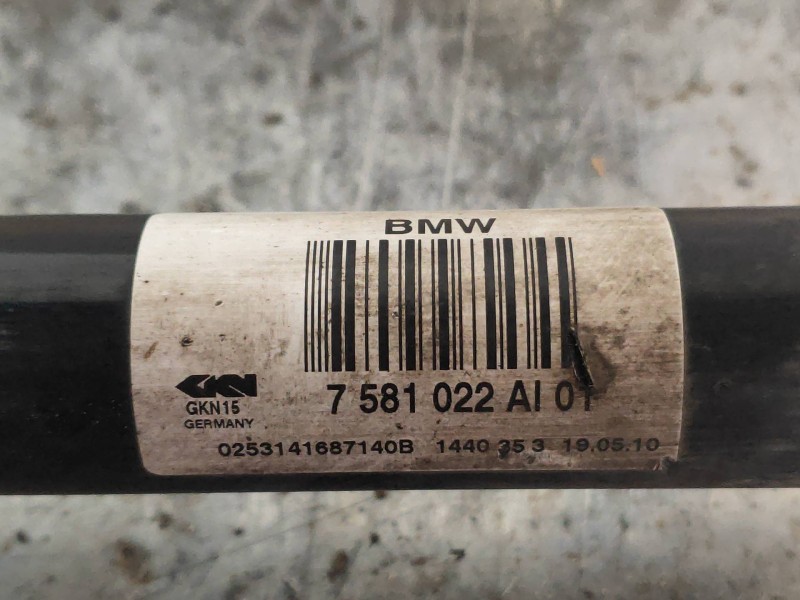 BMW
7 581 022 AI 01
GKN
GKN15
GERMANY
0253141687140B 1440 35 3 19.05.10